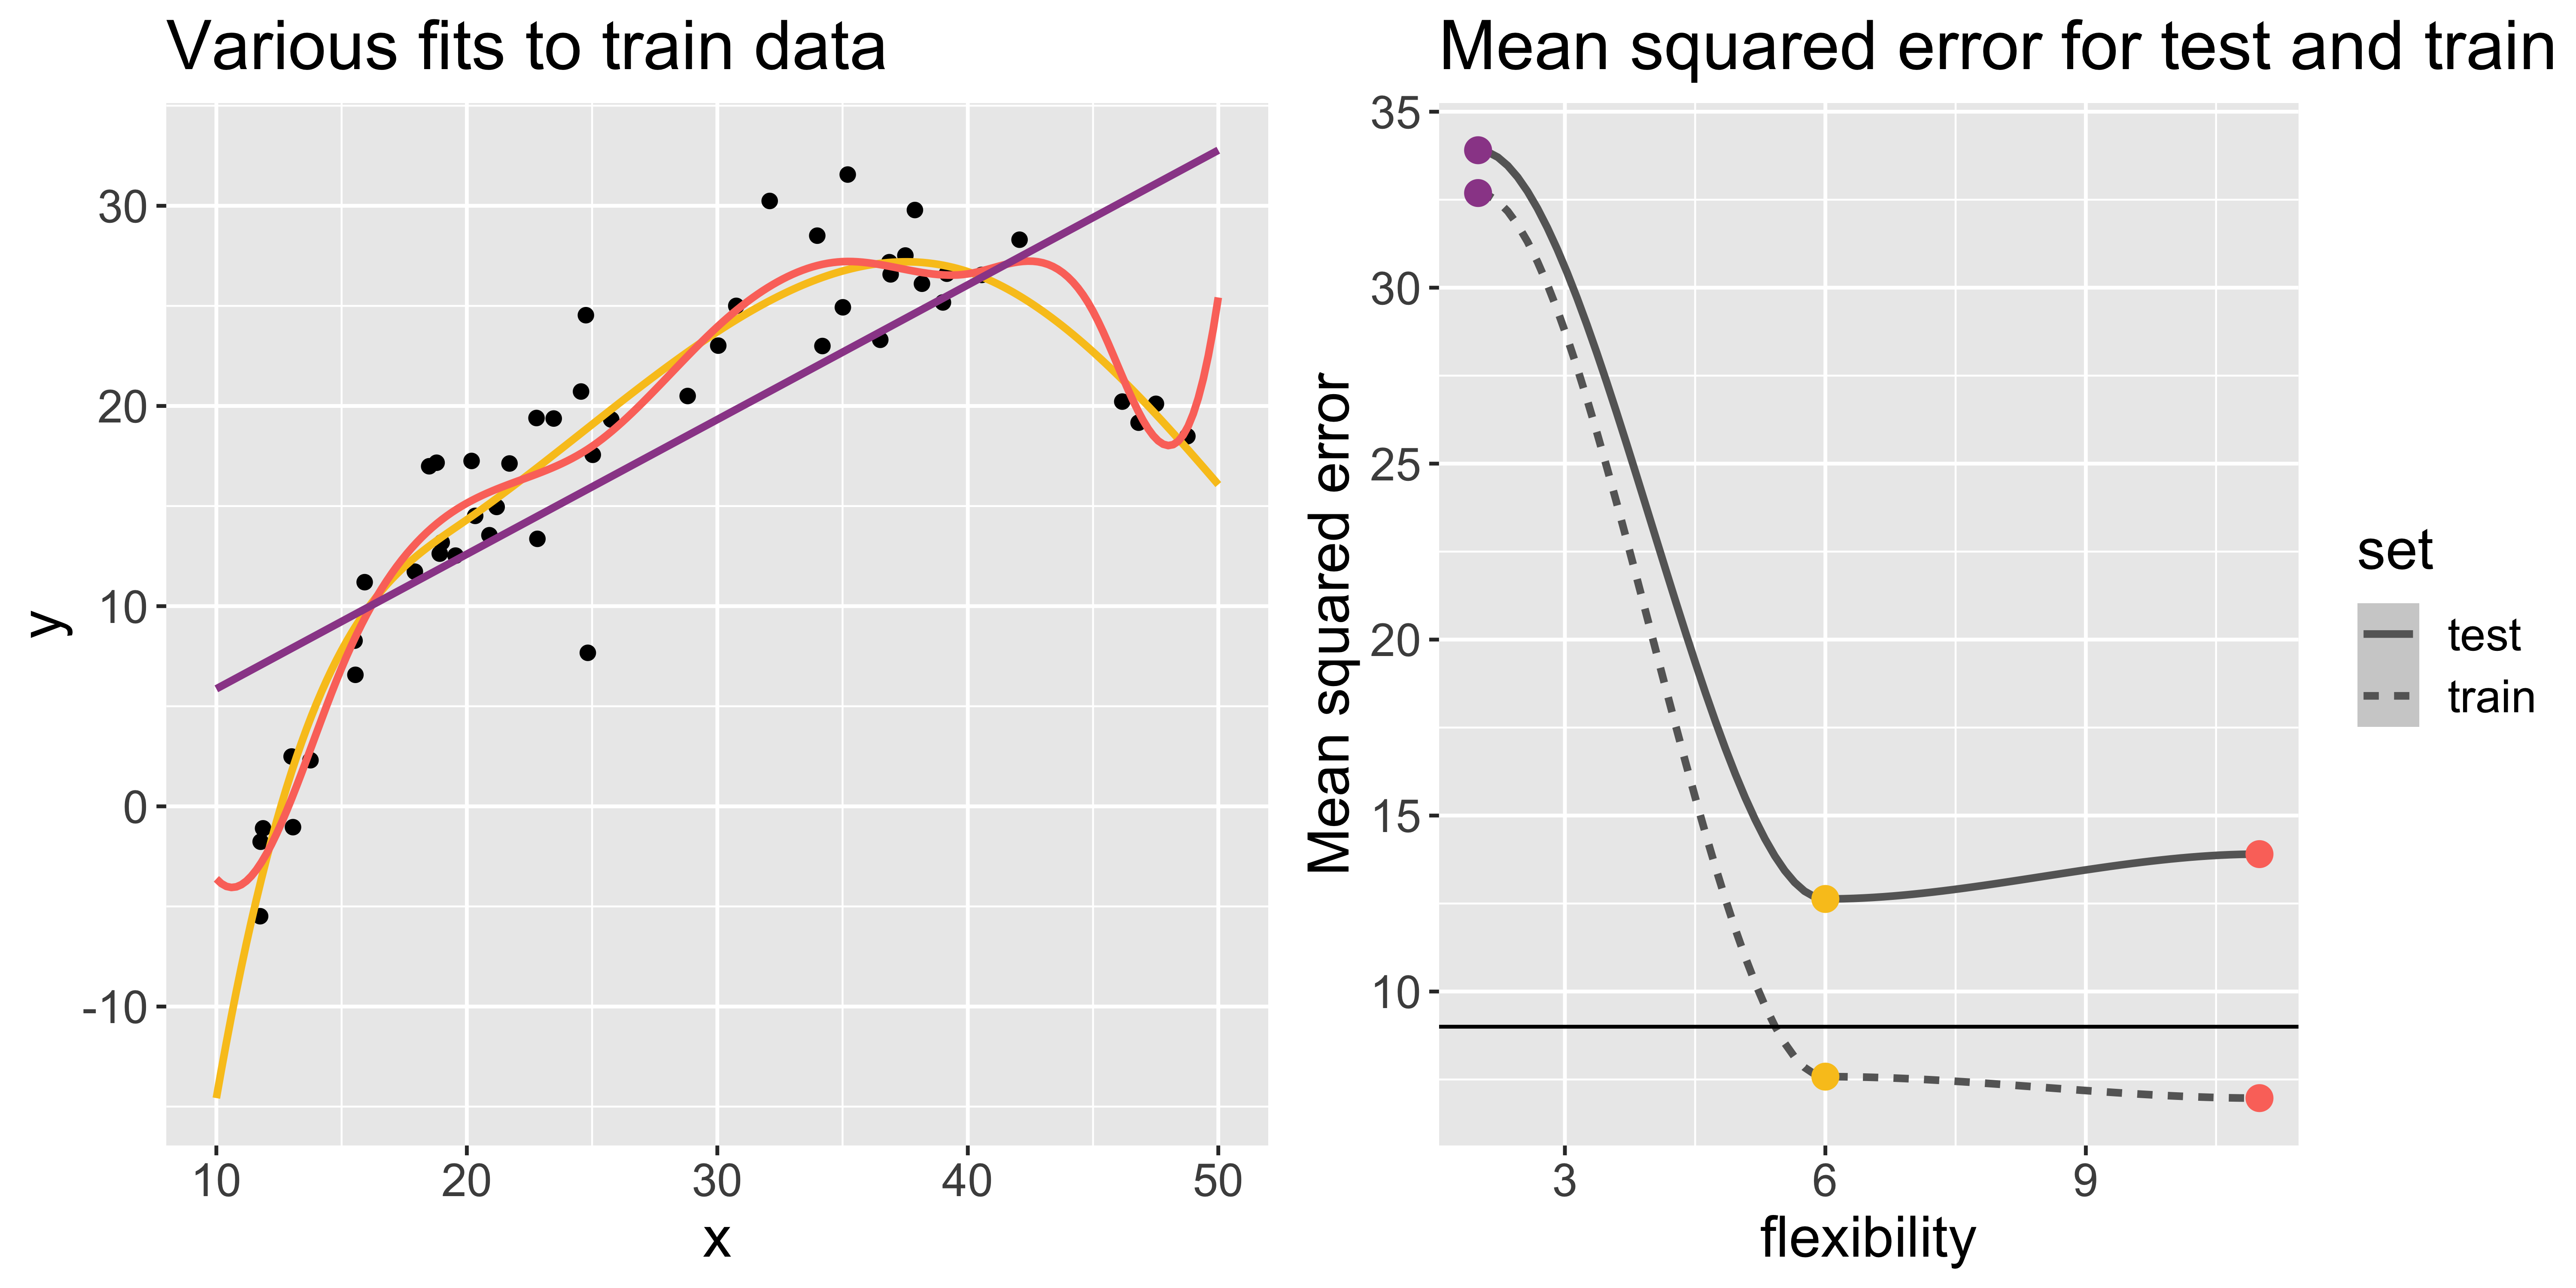 Various fits to train data
30
20
10
0
-10
y
10 20 30 40 50
x
Mean squared error for test and train
35
30
25
20
15
10
Mean squared error
3 6 9
flexibility
set
test
train